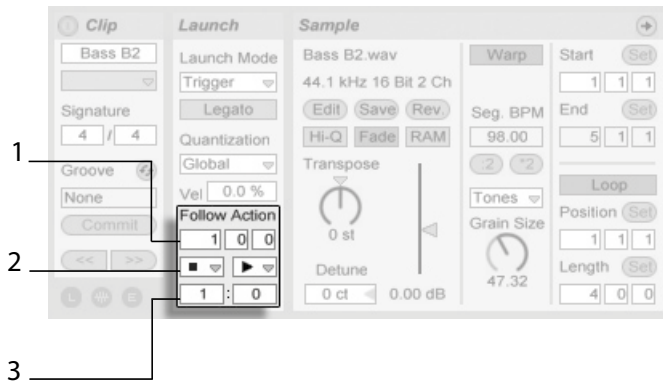 Clip
Bass B2
Signature
4 / 4
Groove
None
Commit
<< >>
L E
Launch
Launch Mode
Trigger
Legato
Quantization
Global
Vel 0.0 %
Follow Action
1 0 0
1 : 0
Sample
Bass B2.wav
44.1 kHz 16 Bit 2 Ch
Edit Save Rev.
Hi-Q Fade RAM
Transpose
0 st
Detune
0 ct 0.00 dB
Warp
Seg. BPM
98.00
:2 *2
Tones
Grain Size
47.32
Start Set
1 1 1
End Set
5 1 1
Loop
Position Set
1 1 1
Length Set
4 0 0
1
2
3